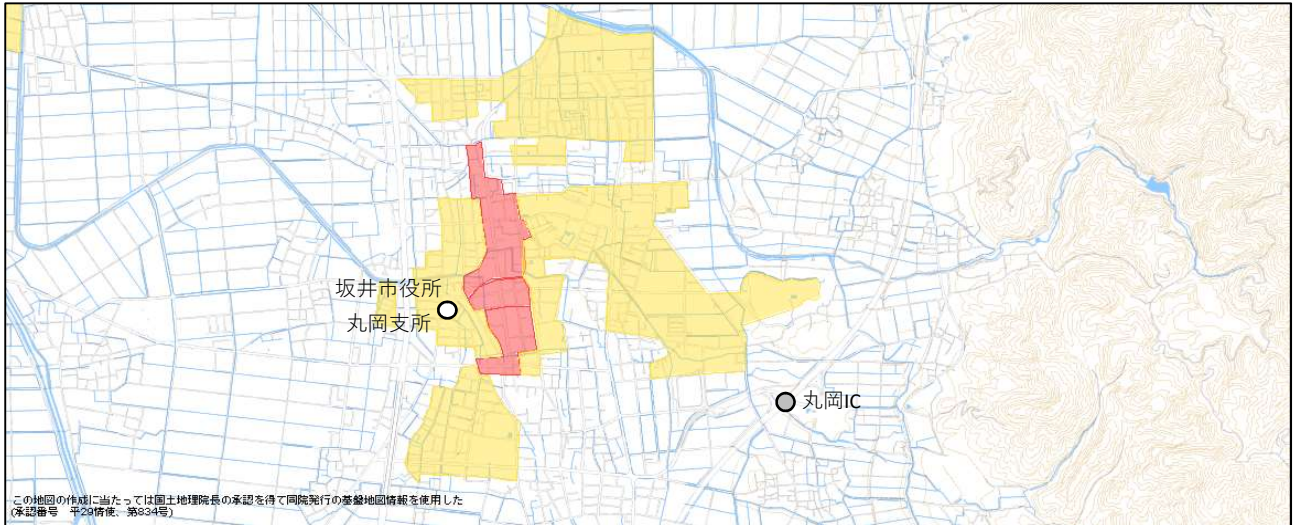 坂井市役所
丸岡支所
丸岡IC
この地図の作成に当たっては国土地理院長の承認を得て同院発行の基盤地図情報を使用した
(承認番号　平29情使、第834号)